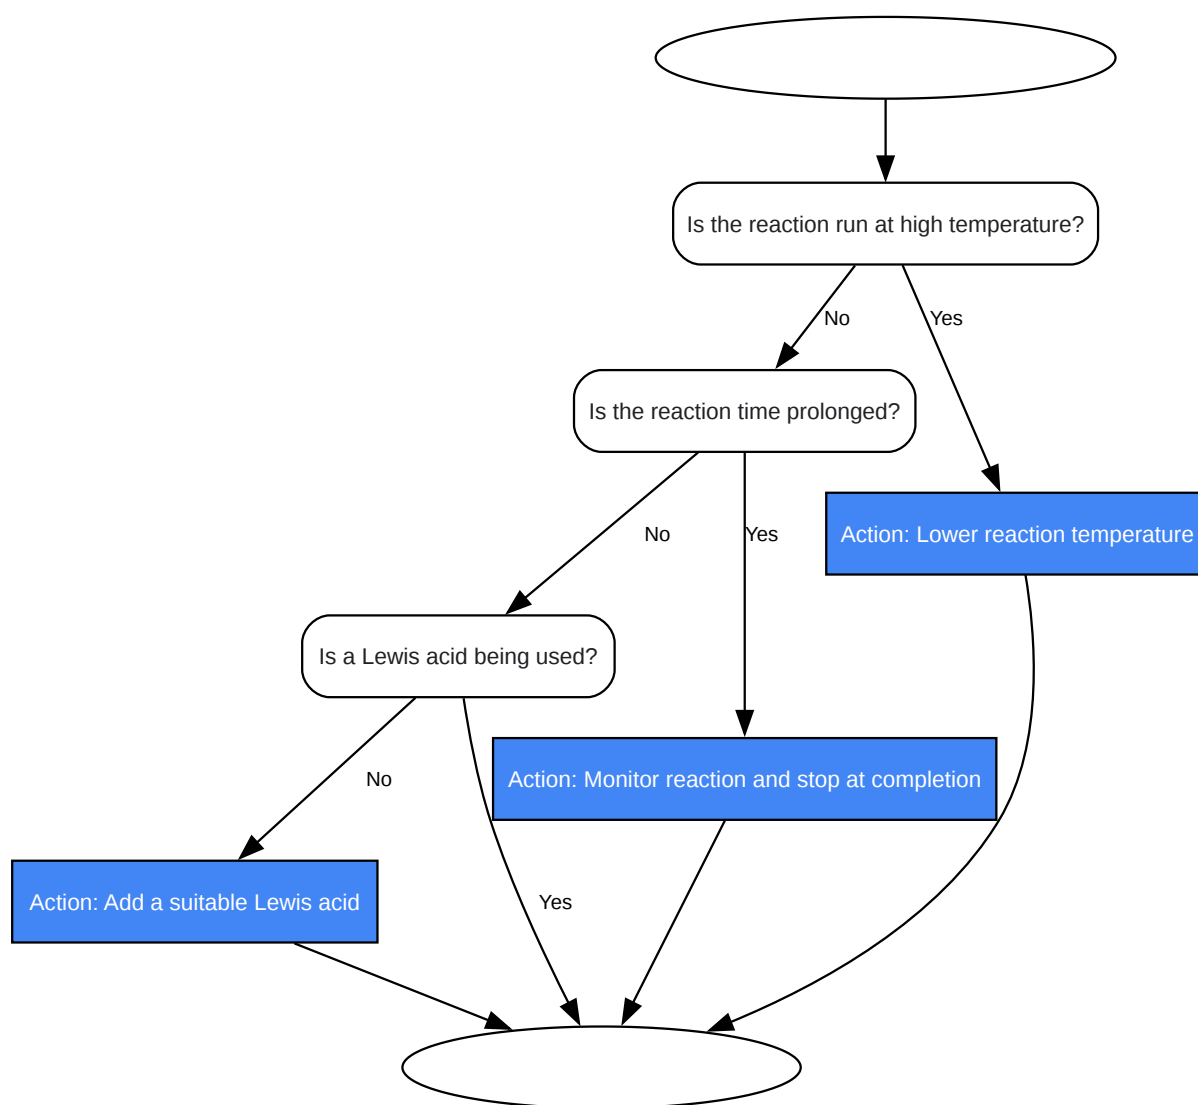 Is the reaction run at high temperature?
No
Yes
Is the reaction time prolonged?
No
Yes
Action: Lower reaction temperature
Is a Lewis acid being used?
No
Action: Monitor reaction and stop at completion
Action: Add a suitable Lewis acid
Yes